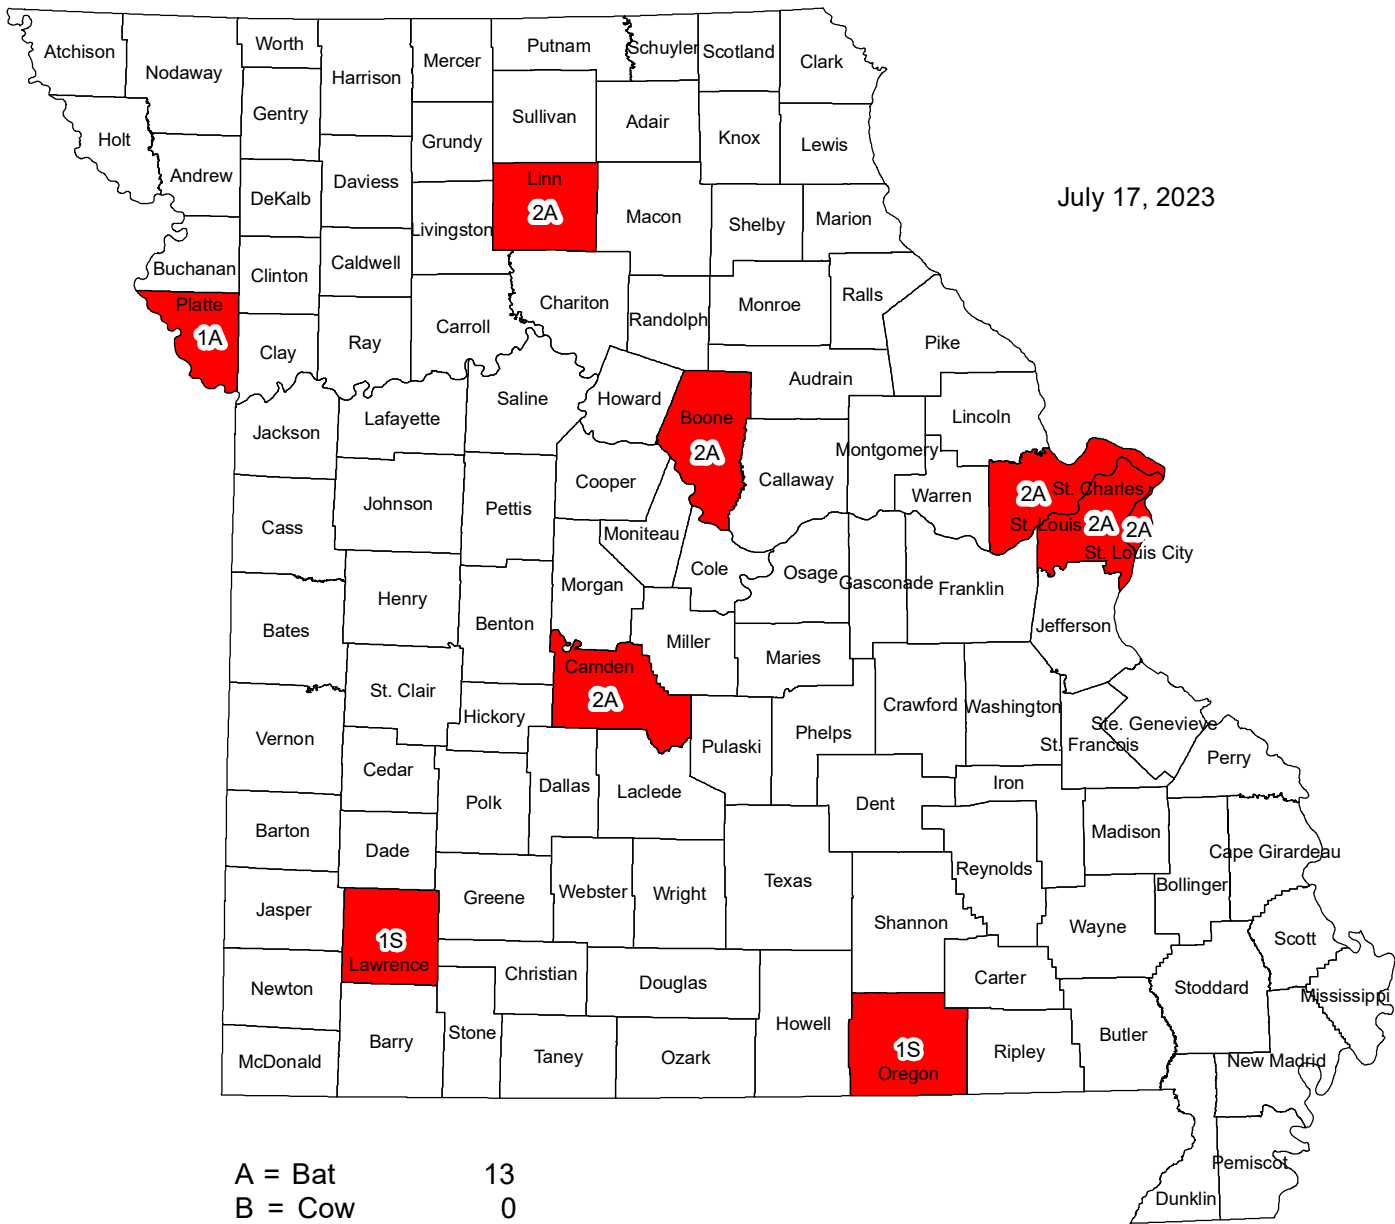 Atchison
Nodaway
Worth
Harrison
Mercer
Putnam
Schuyler
Scotland
Clark
Holt
Andrew
Gentry
DeKalb
Daviess
Grundy
Sullivan
Adair
Knox
Lewis
Linn
2A
Livingston
Macon
Shelby
Marion
July 17, 2023
Buchanan
Clinton
Caldwell
Platte
1A
Clay
Ray
Carroll
Chariton
Randolph
Monroe
Ralls
Pike
Jackson
Lafayette
Saline
Howard
Boone
2A
Audrain
Lincoln
Montgomery
Callaway
Warren
2A
St. Charles
St. Louis
2A
2A
St. Louis City
Cass
Johnson
Pettis
Cooper
Moniteau
Cole
Osage
Gasconade
Franklin
Jefferson
Bates
Henry
Benton
Morgan
Miller
Maries
Camden
2A
St. Clair
Hickory
Vernon
Cedar
Polk
Dallas
Laclede
Pulaski
Phelps
Crawford
Washington
Ste. Genevieve
St. Francois
Perry
Iron
Dent
Barton
Dade
Madison
Cape Girardeau
Bollinger
Reynolds
Texas
Jasper
Greene
Webster
Wright
Shannon
Wayne
Scott
1S
Lawrence
Newton
Christian
Douglas
Carter
Stoddard
Mississippi
McDonald
Barry
Stone
Taney
Ozark
Howell
1S
Oregon
Ripley
Butler
New Madrid
Pemiscot
Dunklin
A = Bat 13
B = Cow 0